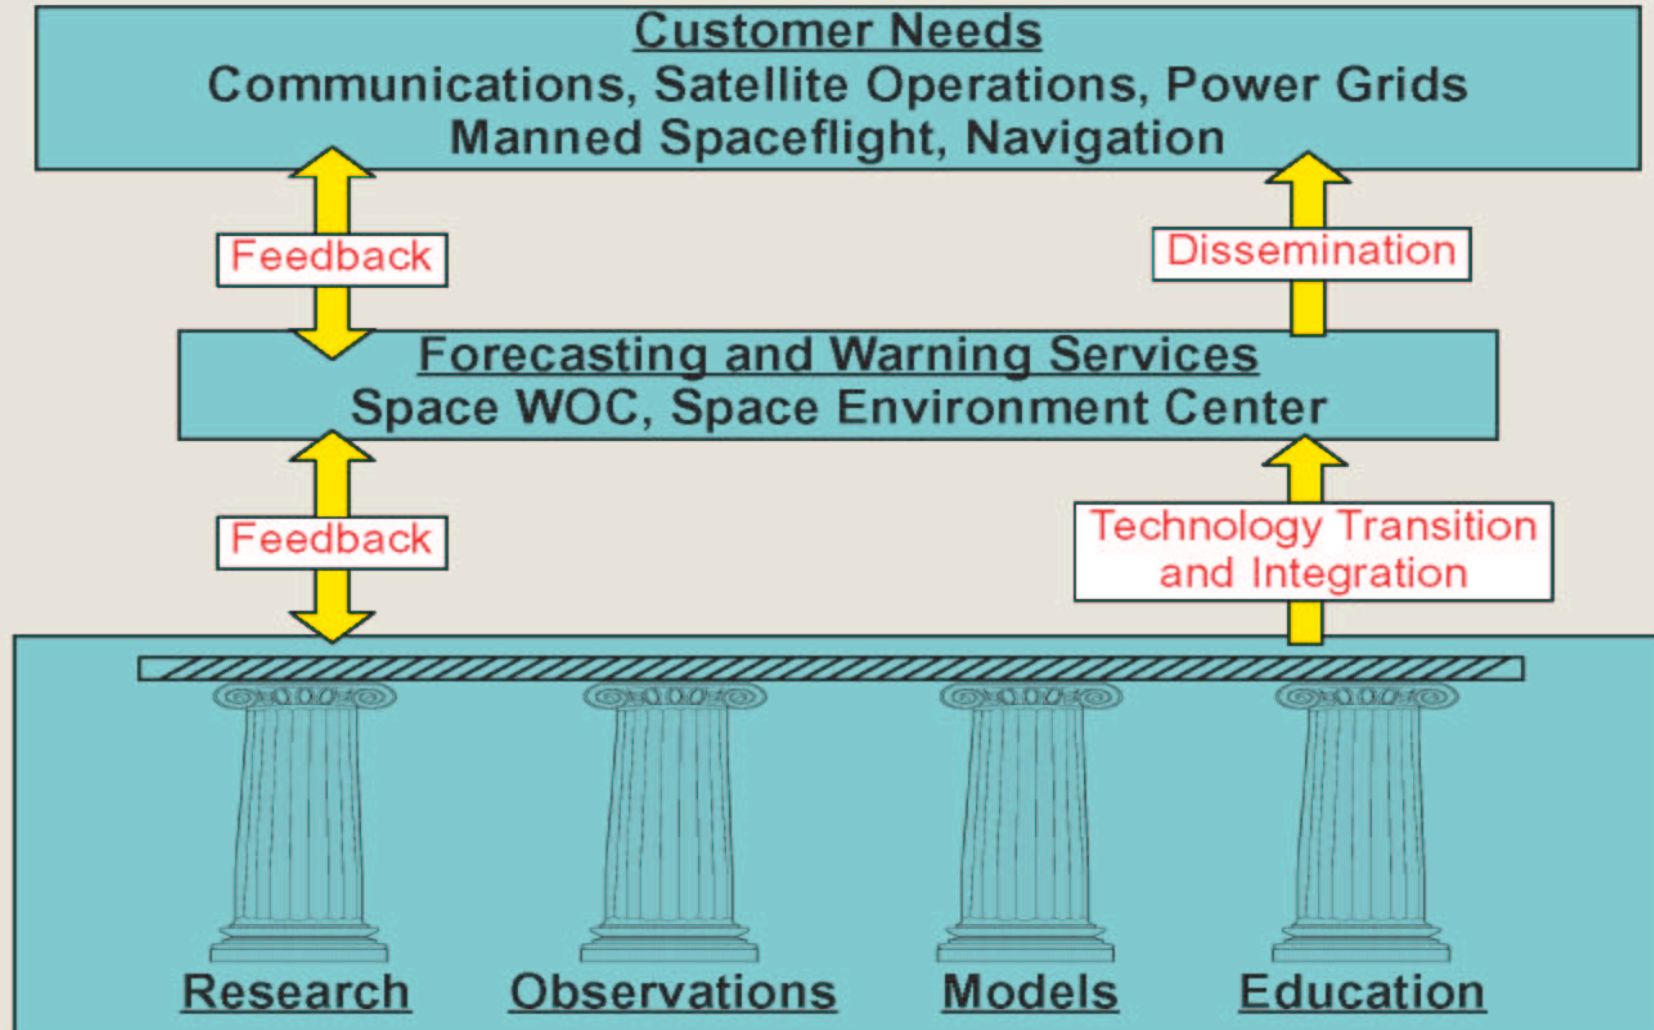 Customer Needs
Communications, Satellite Operations, Power Grids
Manned Spaceflight, Navigation
Feedback
Dissemination
Forecasting and Warning Services
Space WOC, Space Environment Center
Feedback
Technology Transition
and Integration
Research
Observations
Models
Education